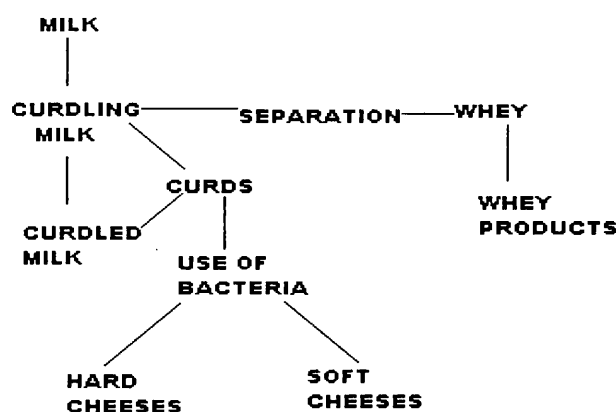 MILK
CURDLING
MILK
SEPARATION
WHEY
CURDS
WHEY
PRODUCTS
CURDLED
MILK
USE OF
BACTERIA
HARD
CHEESES
SOFT
CHEESES